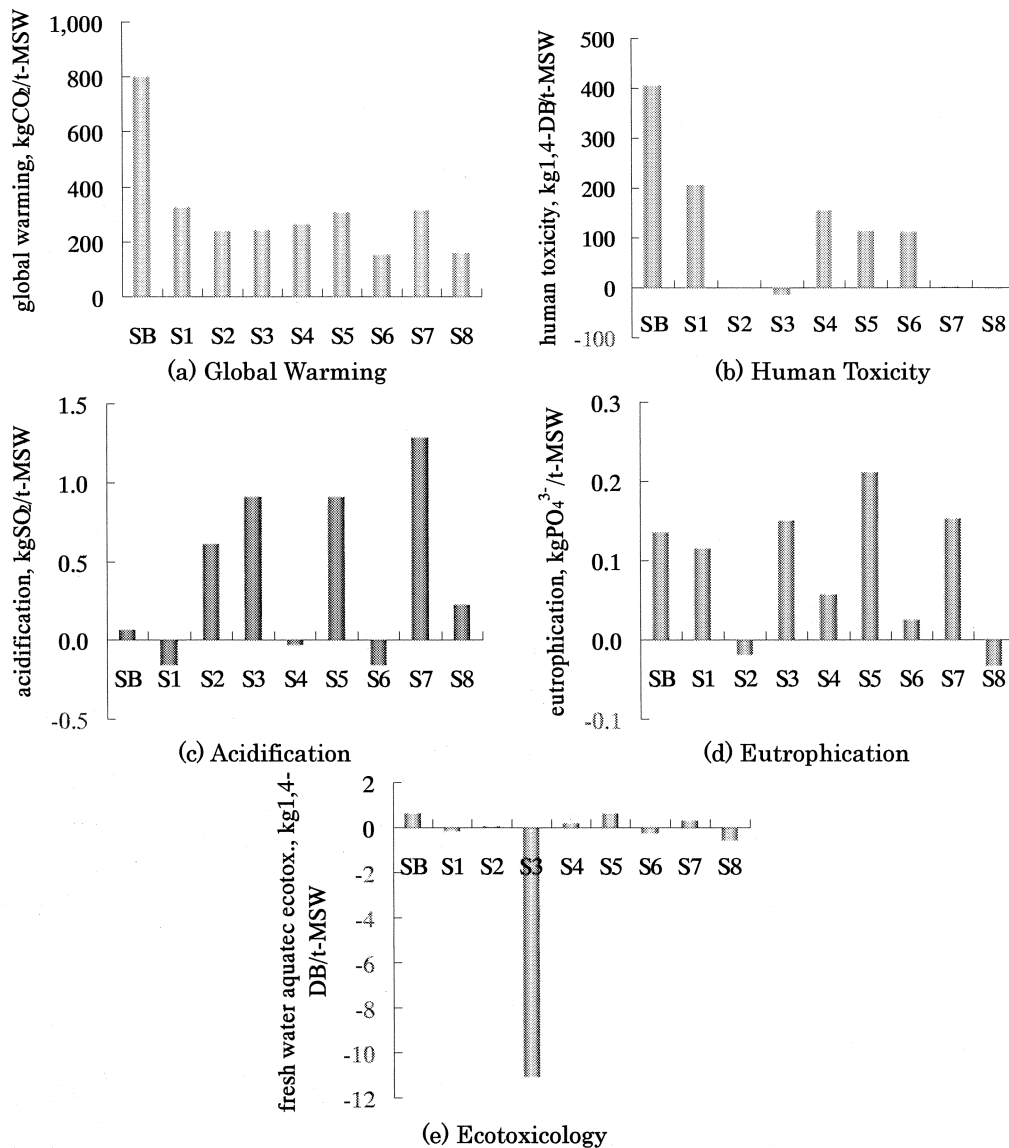 global warming, kgCO₂/t-MSW
1,000
800
600
400
200
0
SB S1 S2 S3 S4 S5 S6 S7 S8
(a) Global Warming
human toxicity, kg1,4-DB/t-MSW
500
400
300
200
100
0
-100
SB S1 S2 S3 S4 S5 S6 S7 S8
(b) Human Toxicity
acidification, kgSO₂/t-MSW
1.5
1.0
0.5
0.0
-0.5
SB S1 S2 S3 S4 S5 S6 S7 S8
(c) Acidification
eutrophication, kgPO₄³⁻/t-MSW
0.3
0.2
0.1
0.0
-0.1
SB S1 S2 S3 S4 S5 S6 S7 S8
(d) Eutrophication
fresh water aquatec ecotox., kg1,4-
DB/t-MSW
2
0
-2
-4
-6
-8
-10
-12
SB S1 S2 S3 S4 S5 S6 S7 S8
(e) Ecotoxicology